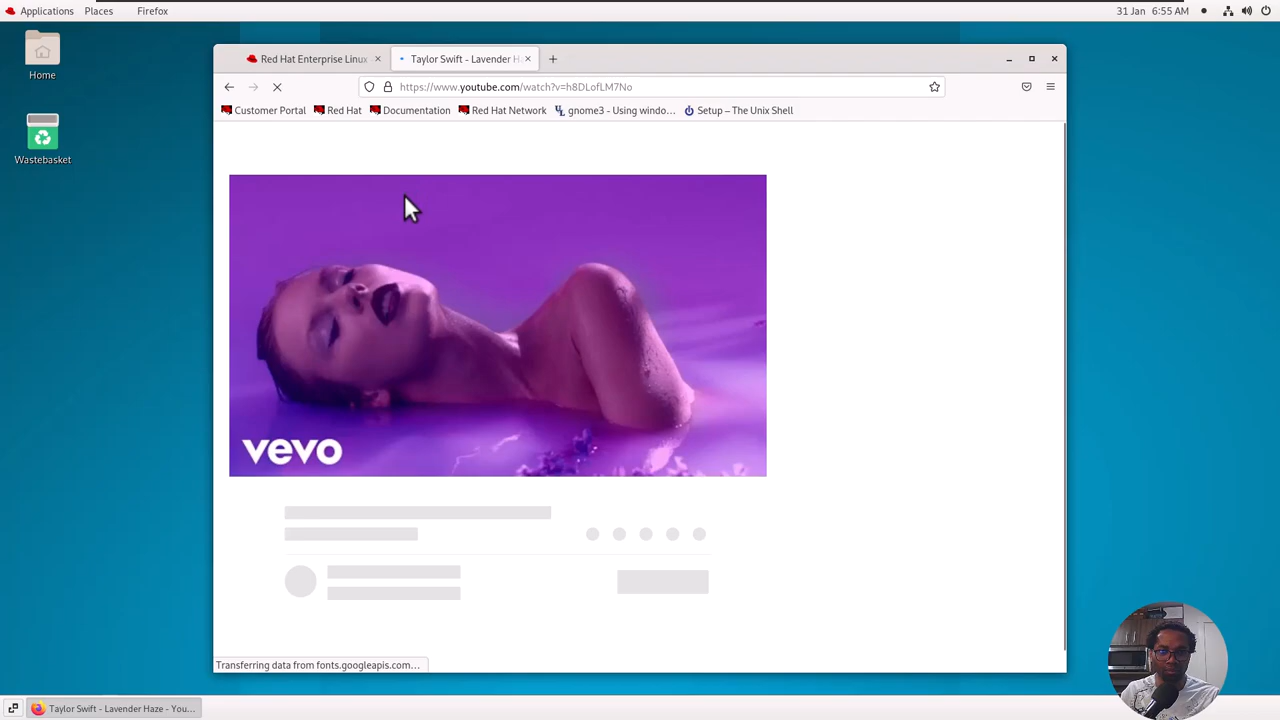 Applications Places Firefox 31 Jan 6:55 AM
Home
Wastebasket
Red Hat Enterprise Linux
Taylor Swift - Lavender H
https://www.youtube.com/watch?v=h8DLofLM7No
Customer Portal Red Hat Documentation Red Hat Network gnome3 - Using windo... Setup – The Unix Shell
vevo
Transferring data from fonts.googleapis.com...
Taylor Swift - Lavender Haze - You...